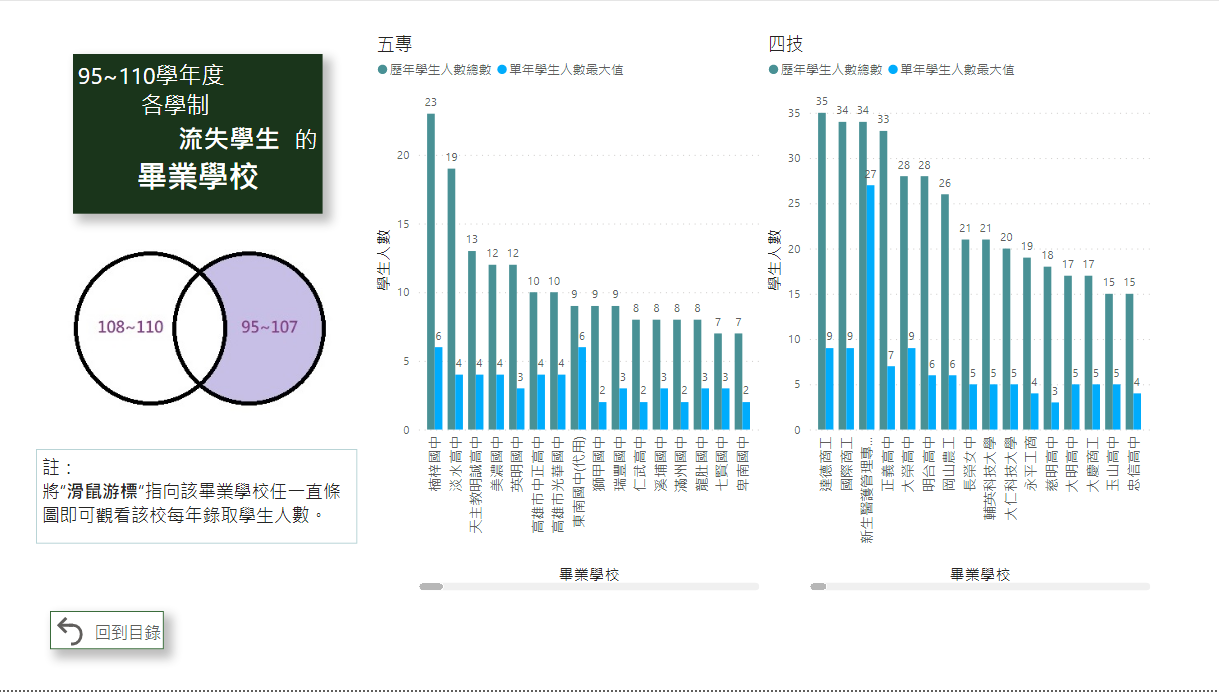 95~110學年度
各學制
流失學生 的
畢業學校
108~110
95~107
註：
將“滑鼠游標“指向該畢業學校任一直條
圖即可觀看該校每年錄取學生人數。
回到目錄
五專
歷年學生人數總數 單年學生人數最大值
學生人數
20
15
10
5
0
23 19 13 12 12 10 10 9 9 9 8 8 8 8 7 7
6 4 4 4 3 4 4 6 2 3 2 3 2 3 3 2
楠梓國中
淡水高中
天主教明誠高中
美濃國中
英明國中
高雄市中正高中
高雄市光華國中
東南國中(代用)
獅甲國中
瑞豐國中
仁武高中
溪埔國中
滿州國中
龍肚國中
七賢國中
卑南國中
畢業學校
四技
歷年學生人數總數 單年學生人數最大值
學生人數
35
30
25
20
15
10
5
0
35 34 34 33 28 28 26 21 21 20 19 18 17 17 15 15
9 9 27 7 9 6 6 5 5 5 4 3 5 5 5 4
達德商工
國際商工
新生醫護管理專...
正義高中
大榮高中
明台高中
岡山農工
長榮女中
輔英科技大學
大仁科技大學
永平工商
慈明高中
大明高中
大慶商工
玉山高中
忠信高中
畢業學校